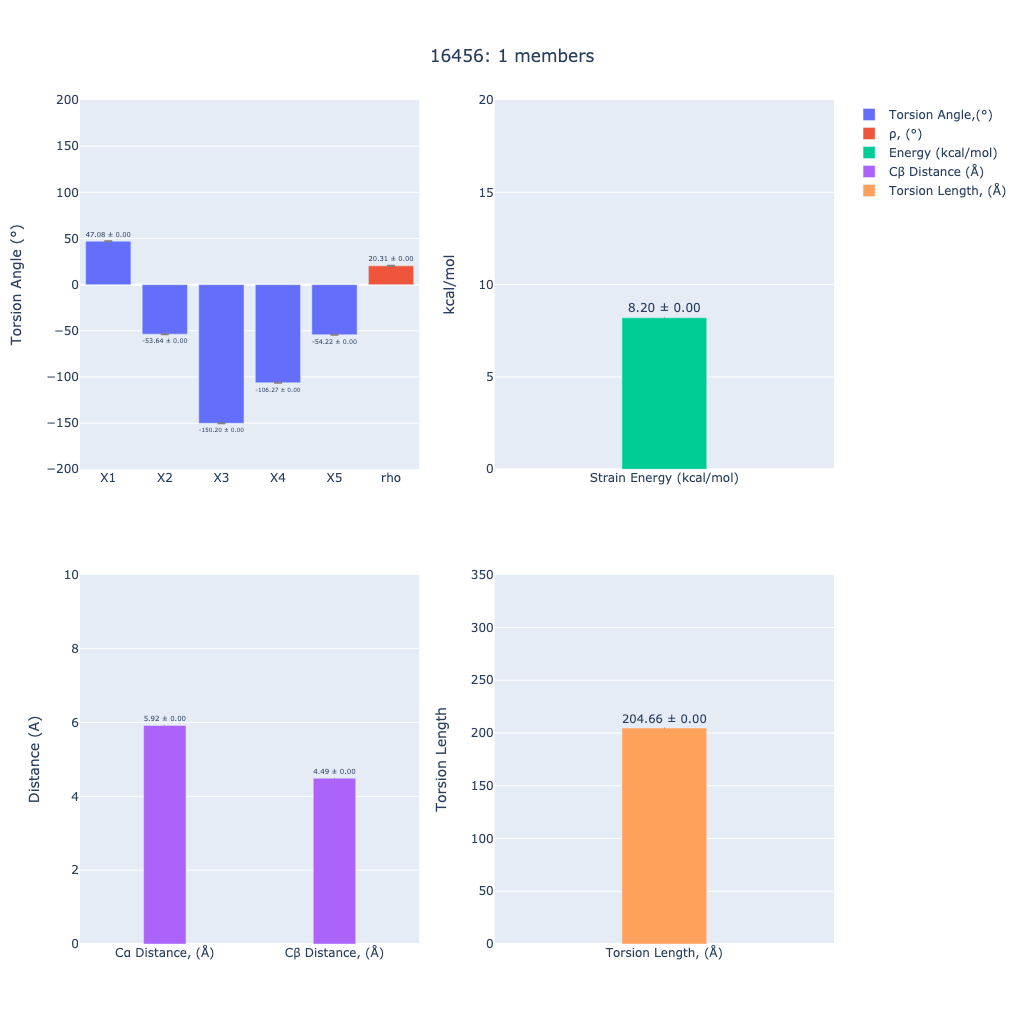 16456: 1 members
Torsion Angle (°)
200
150
100
50
0
−50
−100
−150
−200
47.08 ± 0.00
-53.64 ± 0.00
-150.20 ± 0.00
-106.27 ± 0.00
-54.22 ± 0.00
20.31 ± 0.00
X1 X2 X3 X4 X5 rho
kcal/mol
20
15
10
5
0
8.20 ± 0.00
Strain Energy (kcal/mol)
Torsion Angle,(°)
ρ, (°)
Energy (kcal/mol)
Cβ Distance (Å)
Torsion Length, (Å)
Distance (A)
10
8
6
4
2
0
5.92 ± 0.00
4.49 ± 0.00
Cα Distance, (Å) Cβ Distance, (Å)
Torsion Length
350
300
250
200
150
100
50
0
204.66 ± 0.00
Torsion Length, (Å)